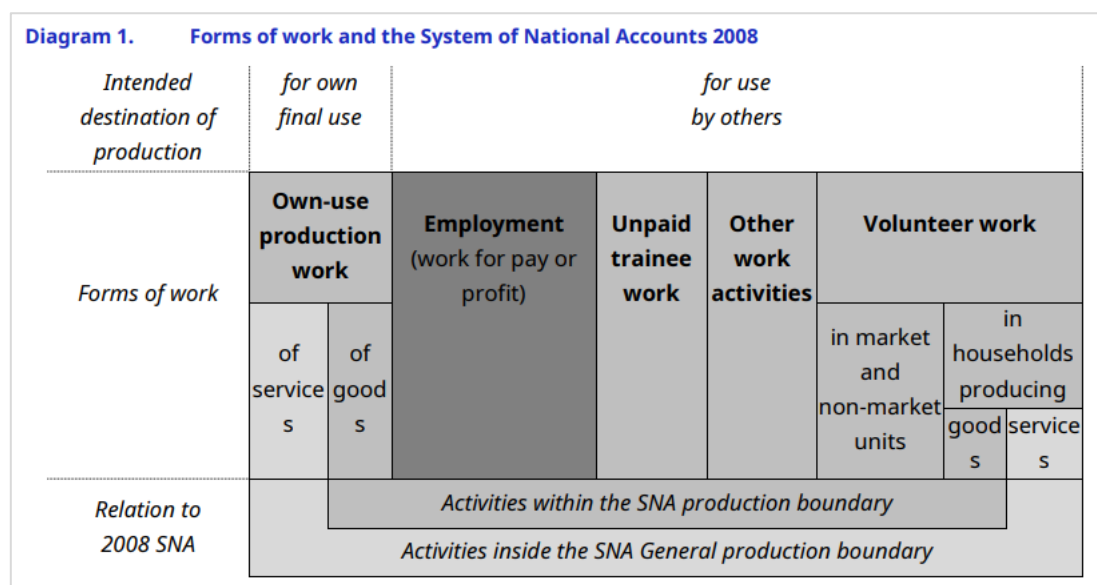 Diagram 1. Forms of work and the System of National Accounts 2008
Intended
destination of
production
for own
final use
for use
by others
Forms of work
Own-use
production
work
Employment
(work for pay or
profit)
Unpaid
trainee
work
Other
work
activities
Volunteer work
of
service
s
of
good
s
in market
and
non-market
units
in
households
producing
good
s
service
s
Relation to
2008 SNA
Activities within the SNA production boundary
Activities inside the SNA General production boundary